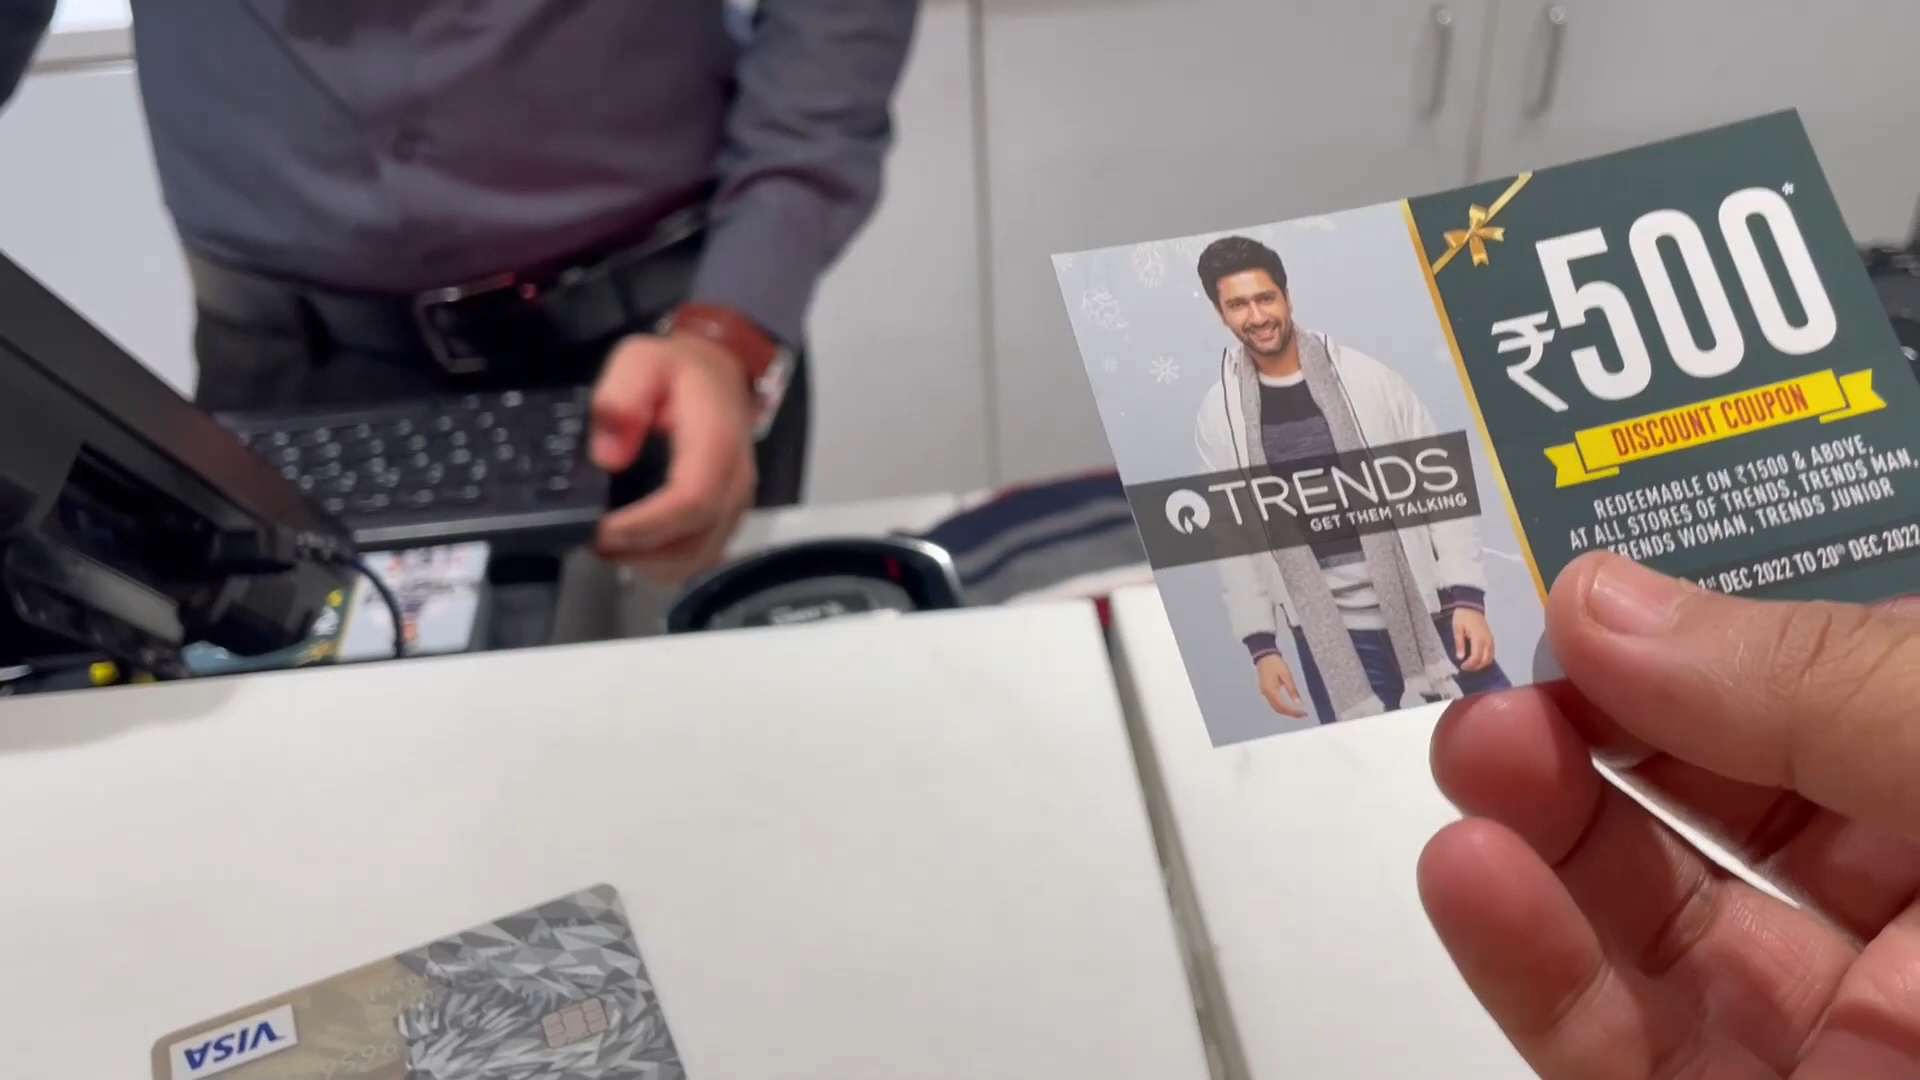 ₹500*
DISCOUNT COUPON
REDEEMABLE ON ₹1500 & ABOVE,
AT ALL STORES OF TRENDS, TRENDS MAN,
TRENDS WOMAN, TRENDS JUNIOR
1st DEC 2022 TO 20th DEC 2022
TRENDS
GET THEM TALKING
VISA